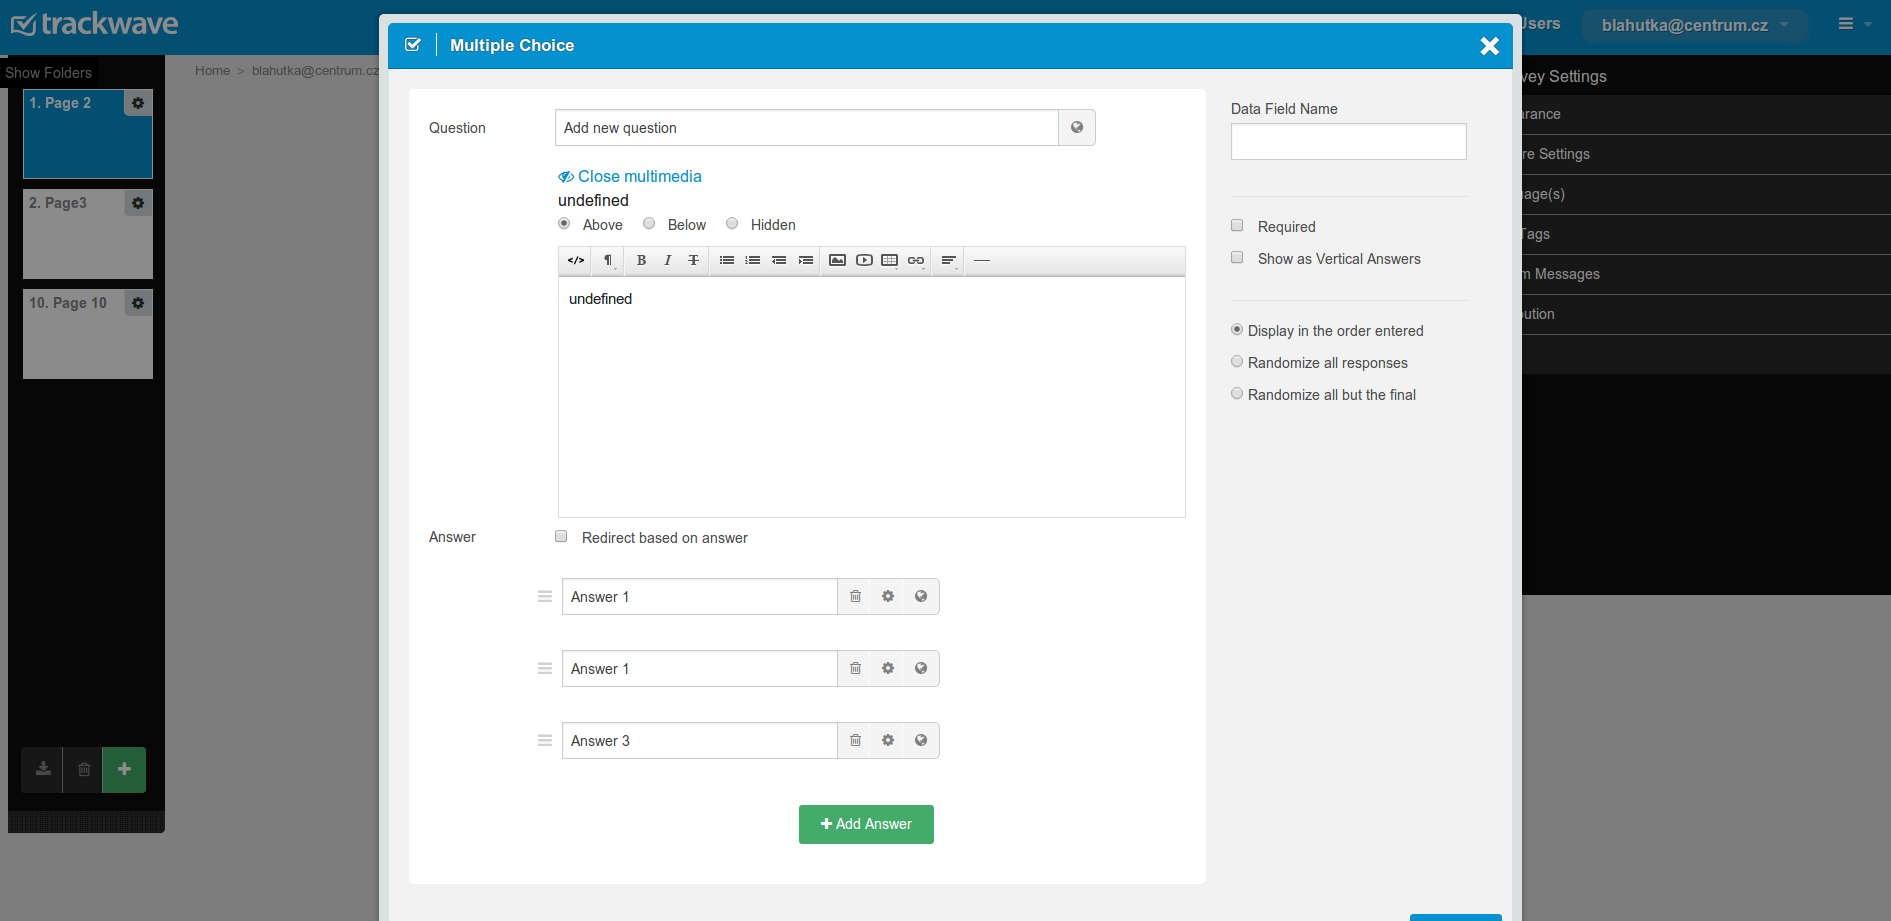 trackwave
Users
blahutka@centrum.cz
Show Folders
Home > blahutka@centrum.cz
1. Page 2
2. Page3
10. Page 10
Multiple Choice
Question
Add new question
Close multimedia
undefined
Above Below Hidden
B I T
undefined
Answer
Redirect based on answer
Answer 1
Answer 1
Answer 3
+ Add Answer
Data Field Name
Required
Show as Vertical Answers
Display in the order entered
Randomize all responses
Randomize all but the final
vey Settings
arance
re Settings
uage(s)
Tags
m Messages
bution